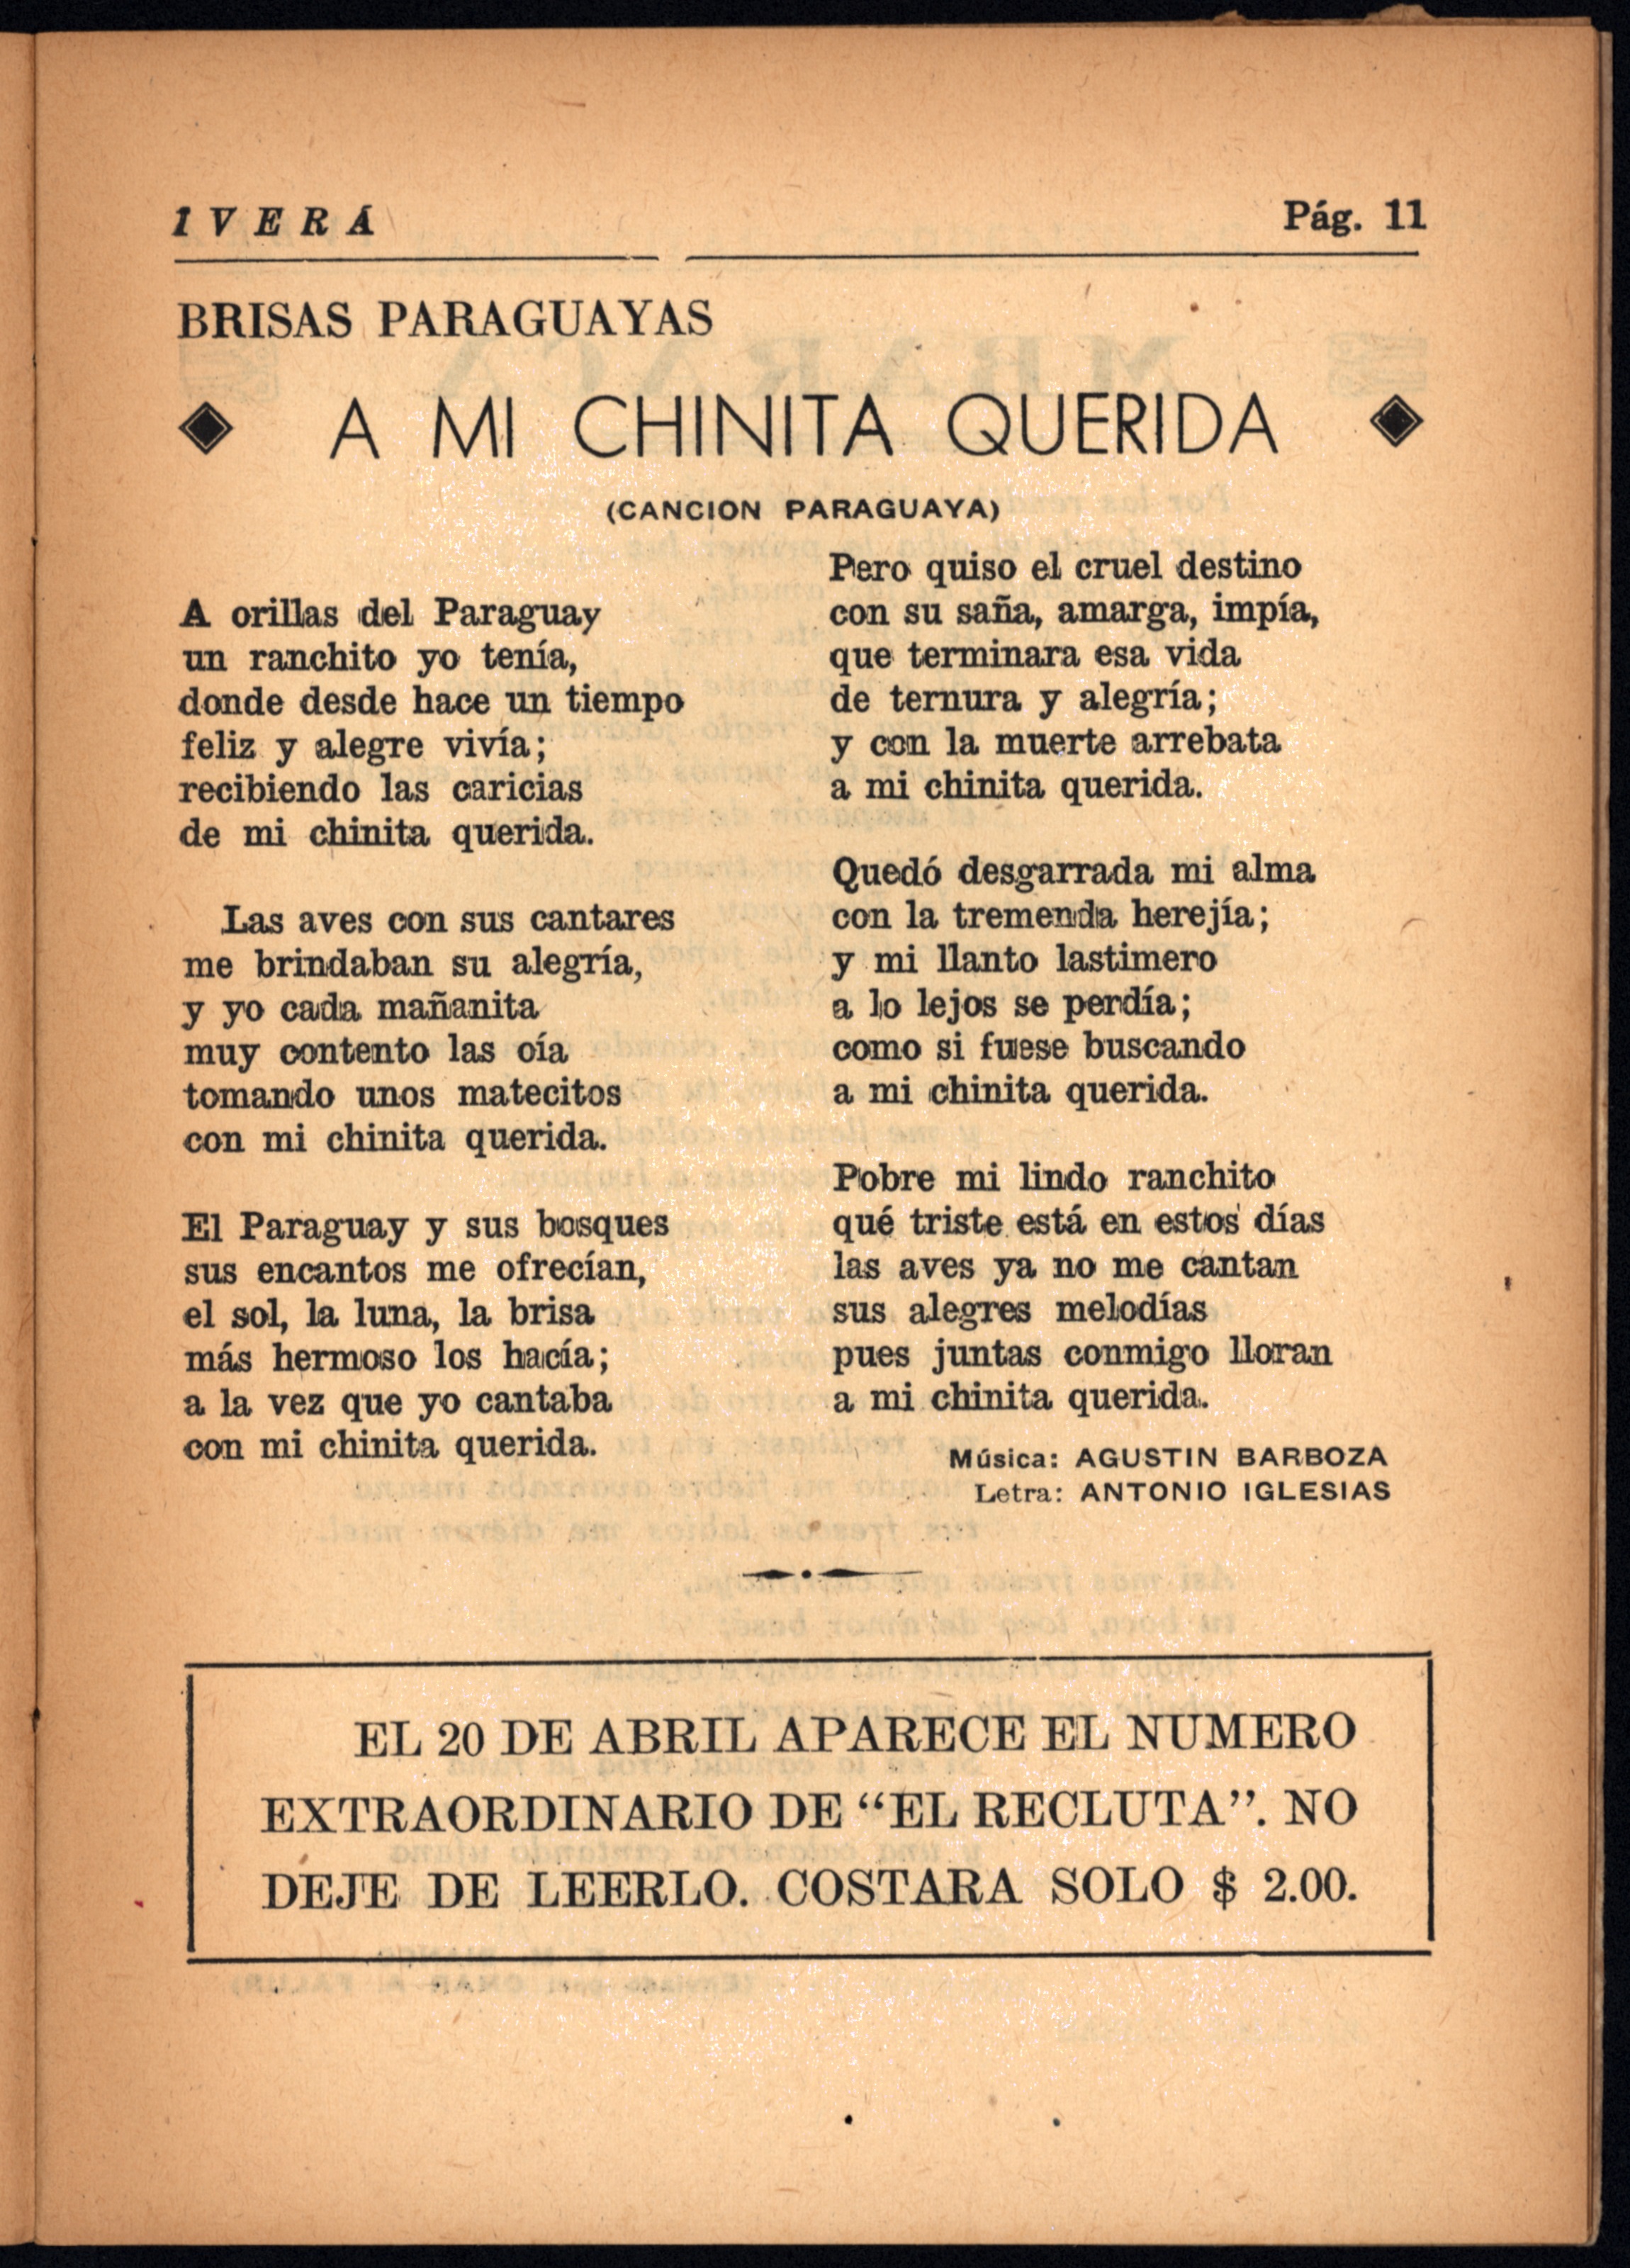 IVERÁ
Pág. 11
BRISAS PARAGUAYAS
A MI CHINITA QUERIDA
(CANCION PARAGUAYA)
A orillas del Paraguay
un ranchito yo tenía,
donde desde hace un tiempo
feliz y alegre vivía;
recibiendo las caricias
de mi chinita querida.
Las aves con sus cantares
me brindaban su alegría,
y yo cada mañanita
muy contento las oía
tomando unos matecitos
con mi chinita querida.
El Paraguay y sus bosques
sus encantos me ofrecían,
el sol, la luna, la brisa
más hermoso los hacía;
a la vez que yo cantaba
con mi chinita querida.
Pero quiso el cruel destino
con su saña, amarga, impía,
que terminara esa vida
de ternura y alegría;
y con la muerte arrebata
a mi chinita querida.
Quedó desgarrada mi alma
con la tremenda herejía;
y mi llanto lastimero
a lo lejos se perdía;
como si fuese buscando
a mi chinita querida.
Pobre mi lindo ranchito
qué triste está en estos días
las aves ya no me cantan
sus alegres melodías
pues juntas conmigo lloran
a mi chinita querida.
Música: AGUSTIN BARBOZA
Letra: ANTONIO IGLESIAS
EL 20 DE ABRIL APARECE EL NUMERO
EXTRAORDINARIO DE “EL RECLUTA”. NO
DEJE DE LEERLO. COSTARA SOLO $ 2.00.